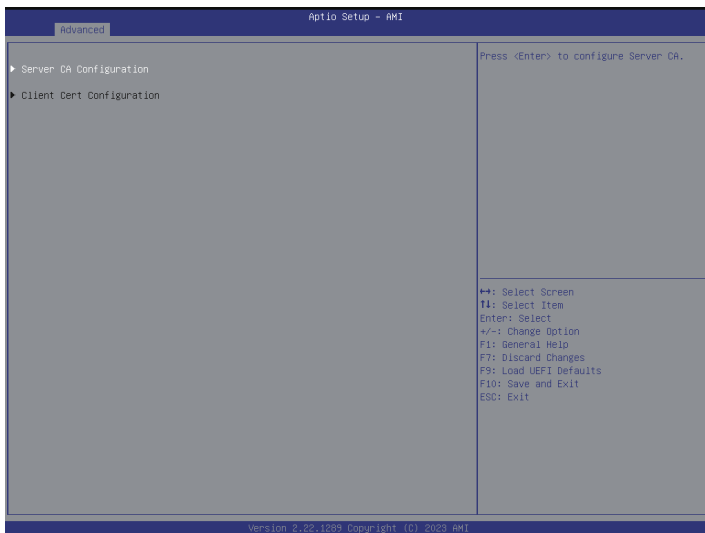 Aptio Setup - AMI
Advanced
▶ Server CA Configuration
▶ Client Cert Configuration
Press <Enter> to configure Server CA.
↔: Select Screen
↑↓: Select Item
Enter: Select
+/-: Change Option
F1: General Help
F7: Discard Changes
F9: Load UEFI Defaults
F10: Save and Exit
ESC: Exit
Version 2.22.1289 Copyright (C) 2023 AMI